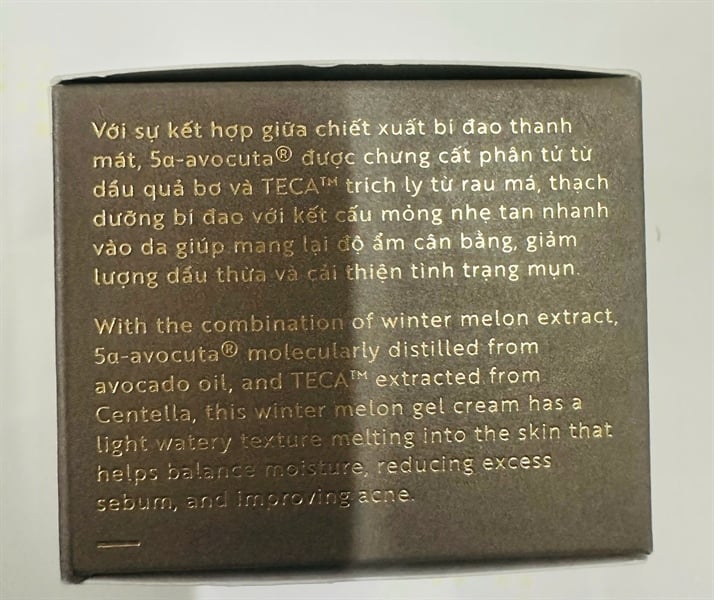 Với sự kết hợp giữa chiết xuất bí đao thanh
mát, 5α-avocuta® được chưng cất phân tử từ
dầu quả bơ và TECA™ trích ly từ rau má, thạch
dưỡng bí đao với kết cấu mỏng nhẹ tan nhanh
vào da giúp mang lại độ ẩm cân bằng, giảm
lượng dầu thừa và cải thiện tình trạng mụn.
With the combination of winter melon extract,
5α-avocuta® molecularly distilled from
avocado oil, and TECA™ extracted from
Centella, this winter melon gel cream has a
light watery texture melting into the skin that
helps balance moisture, reducing excess
sebum, and improving acne.